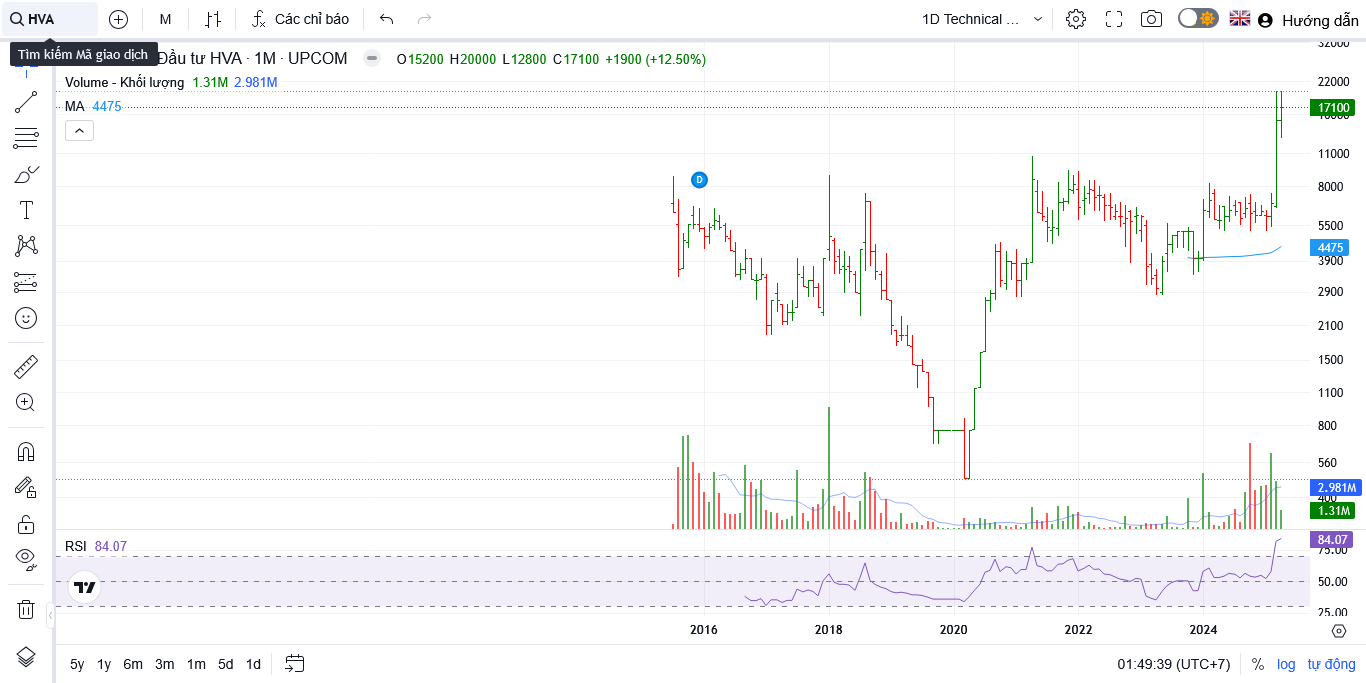 HVA
M
Các chỉ báo
1D Technical ...
Hướng dẫn
Tìm kiếm Mã giao dịch
Đầu tư HVA · 1M · UPCOM
O15200 H20000 L12800 C17100 +1900 (+12.50%)
Volume - Khối lượng 1.31M 2.981M
MA 4475
D
32000
22000
17100
11000
8000
5500
4475
3900
2900
2100
1500
1100
800
560
2.981M
400
1.31M
RSI 84.07
84.07
75.00
50.00
25.00
2016 2018 2020 2022 2024
5y 1y 6m 3m 1m 5d 1d
01:49:39 (UTC+7) % log tự động